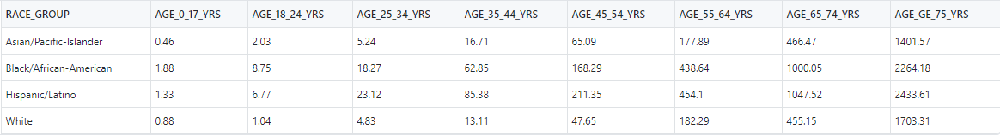 RACE_GROUP AGE_0_17_YRS AGE_18_24_YRS AGE_25_34_YRS AGE_35_44_YRS AGE_45_54_YRS AGE_55_64_YRS AGE_65_74_YRS AGE_GE_75_YRS
Asian/Pacific-Islander 0.46 2.03 5.24 16.71 65.09 177.89 466.47 1401.57
Black/African-American 1.88 8.75 18.27 62.85 168.29 438.64 1000.05 2264.18
Hispanic/Latino 1.33 6.77 23.12 85.38 211.35 454.1 1047.52 2433.61
White 0.88 1.04 4.83 13.11 47.65 182.29 455.15 1703.31